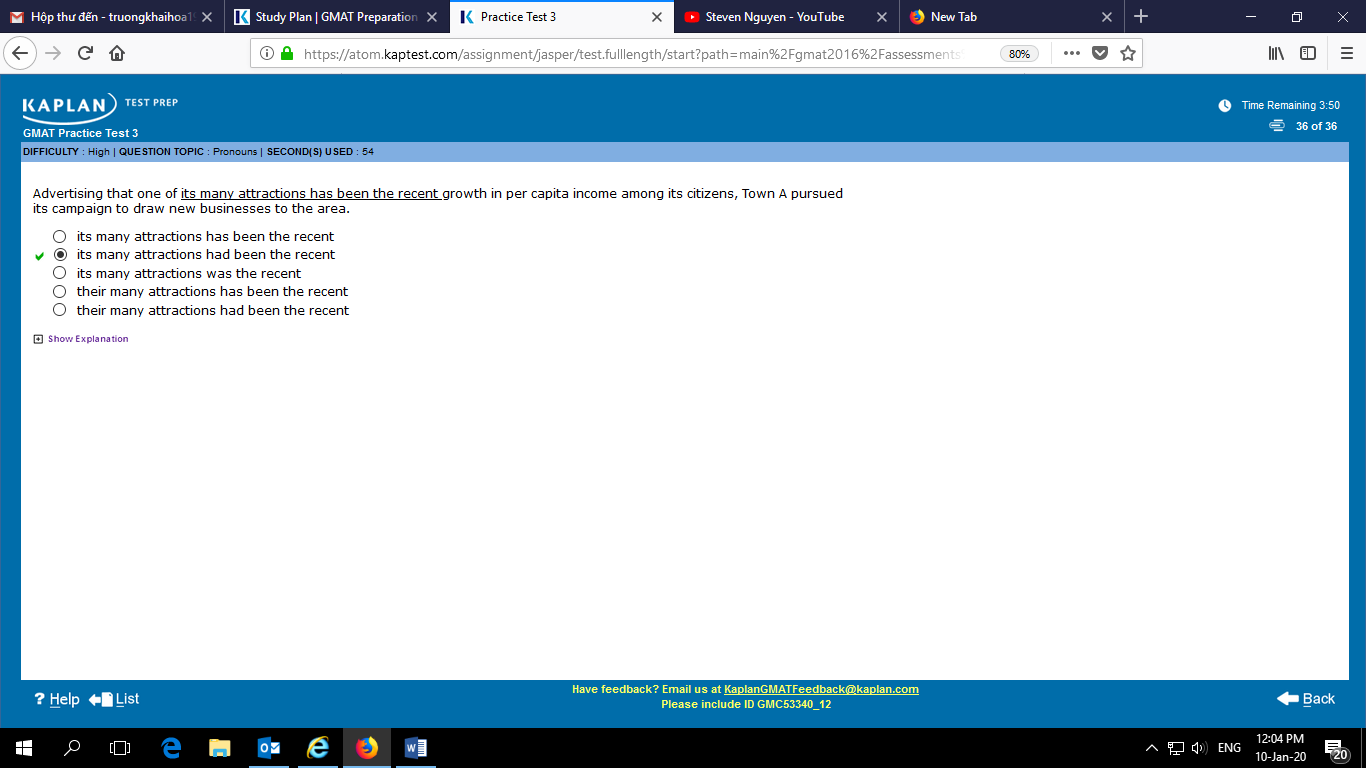 Hộp thư đến - truongkhaihoa15
Study Plan | GMAT Preparation
Practice Test 3
Steven Nguyen - YouTube
New Tab
https://atom.kaptest.com/assignment/jasper/test.fulllength/start?path=main%2Fgmat2016%2Fassessments
80%
KAPLAN TEST PREP
Time Remaining 3:50
GMAT Practice Test 3
36 of 36
DIFFICULTY : High | QUESTION TOPIC : Pronouns | SECOND(S) USED : 54
Advertising that one of its many attractions has been the recent growth in per capita income among its citizens, Town A pursued
its campaign to draw new businesses to the area.
its many attractions has been the recent
its many attractions had been the recent
its many attractions was the recent
their many attractions has been the recent
their many attractions had been the recent
Show Explanation
? Help
List
Have feedback? Email us at KaplanGMATFeedback@kaplan.com
Please include ID GMC53340_12
Back
ENG
12:04 PM
10-Jan-20
20